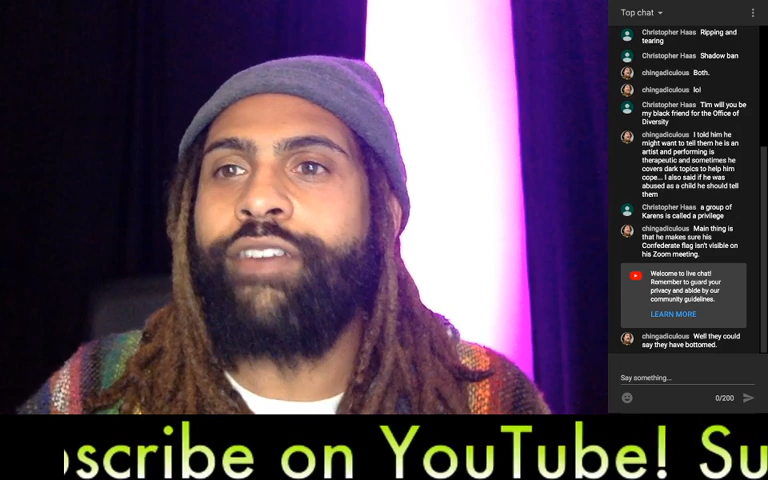 Top chat
Christopher Haas Ripping and
tearing
Christopher Haas Shadow ban
chingadiculous Both.
chingadiculous lol
Christopher Haas Tim will you be
my black friend for the Office of
Diversity
chingadiculous I told him he
might want to tell them he is an
artist and performing is
therapeutic and sometimes he
covers dark topics to help him
cope... I also said if he was
abused as a child he should tell
them
Christopher Haas a group of
Karens is called a privilege
chingadiculous Main thing is
that he makes sure his
Confederate flag isn't visible on
his Zoom meeting.
Welcome to live chat!
Remember to guard your
privacy and abide by our
community guidelines.
LEARN MORE
chingadiculous Well they could
say they have bottomed.
Say something...
0/200
scribe on YouTube! Su